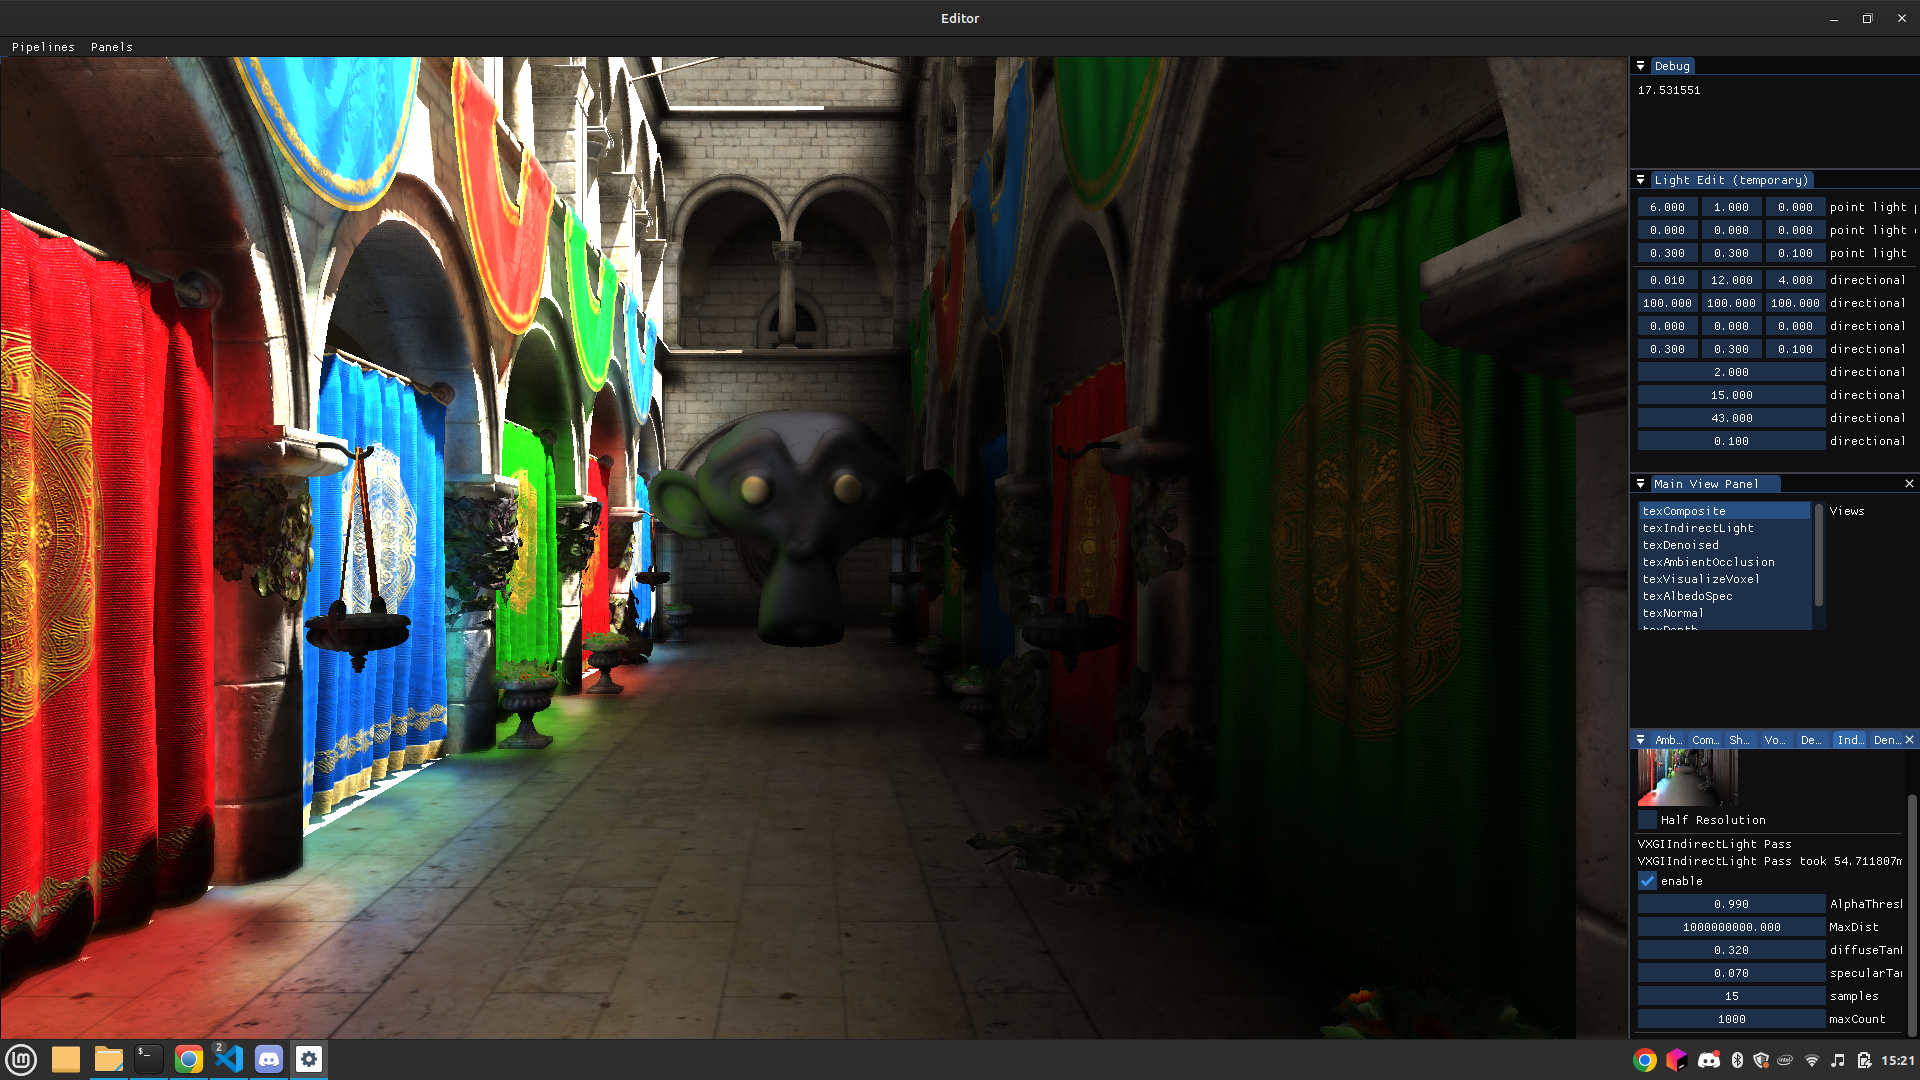 Editor
Pipelines Panels
Debug
17.531551
Light Edit (temporary)
6.000 1.000 0.000 point light
0.000 0.000 0.000 point light
0.300 0.300 0.100 point light
0.010 12.000 4.000 directional
100.000 100.000 100.000 directional
0.000 0.000 0.000 directional
0.300 0.300 0.100 directional
2.000 directional
15.000 directional
43.000 directional
0.100 directional
Main View Panel
texComposite Views
texIndirectLight
texDenoised
texAmbientOcclusion
texVisualizeVoxel
texAlbedoSpec
texNormal
texDepth
Amb... Com... Sh... Vo... De... Ind... Den...
Half Resolution
VXGIIndirectLight Pass
VXGIIndirectLight Pass took 54.711807m
enable
0.990 AlphaThresh
1000000000.000 MaxDist
0.320 diffuseTan
0.070 specularTa
15 samples
1000 maxCount
2
15:21